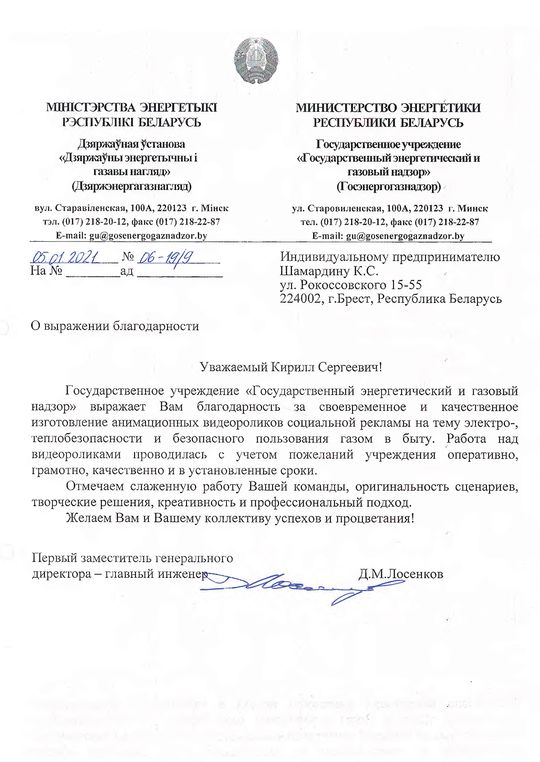 МІНІСТЭРСТВА ЭНЕРГЕТЫКІ
РЭСПУБЛІКІ БЕЛАРУСЬ
Дзяржаўная ўстанова
«Дзяржаўны энергетычны і
газавы нагляд»
(Дзяржэнергагазнагляд)
вул. Старавіленская, 100А, 220123 г. Мінск
тэл. (017) 218-20-12, факс (017) 218-22-87
E-mail: gu@gosenergogaznadzor.by
МИНИСТЕРСТВО ЭНЕРГЕТИКИ
РЕСПУБЛИКИ БЕЛАРУСЬ
Государственное учреждение
«Государственный энергетический и
газовый надзор»
(Госэнергогазнадзор)
ул. Старовиленская, 100А, 220123 г. Минск
тел. (017) 218-20-12, факс (017) 218-22-87
E-mail: gu@gosenergogaznadzor.by
05.01.2021 № 06-19/9
На № ад
Индивидуальному предпринимателю
Шамардину К.С.
ул. Рокоссовского 15-55
224002, г.Брест, Республика Беларусь
О выражении благодарности
Уважаемый Кирилл Сергеевич!
Государственное учреждение «Государственный энергетический и газовый
надзор» выражает Вам благодарность за своевременное и качественное
изготовление анимационных видеороликов социальной рекламы на тему электро-,
теплобезопасности и безопасного пользования газом в быту. Работа над
видеороликами проводилась с учетом пожеланий учреждения оперативно,
грамотно, качественно и в установленные сроки.
Отмечаем слаженную работу Вашей команды, оригинальность сценариев,
творческие решения, креативность и профессиональный подход.
Желаем Вам и Вашему коллективу успехов и процветания!
Первый заместитель генерального
директора – главный инженер Д.М.Лосенков